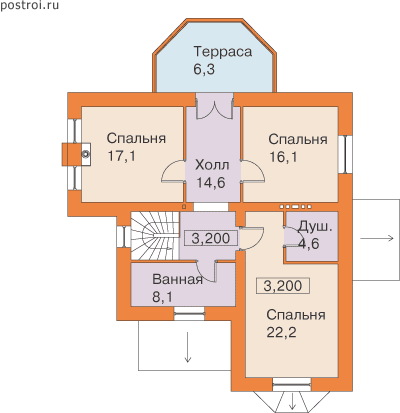 postroi.ru
Терраса
6,3
Спальня
17,1
Спальня
16,1
Холл
14,6
Душ.
4,6
3,200
Ванная
8,1
3,200
Спальня
22,2